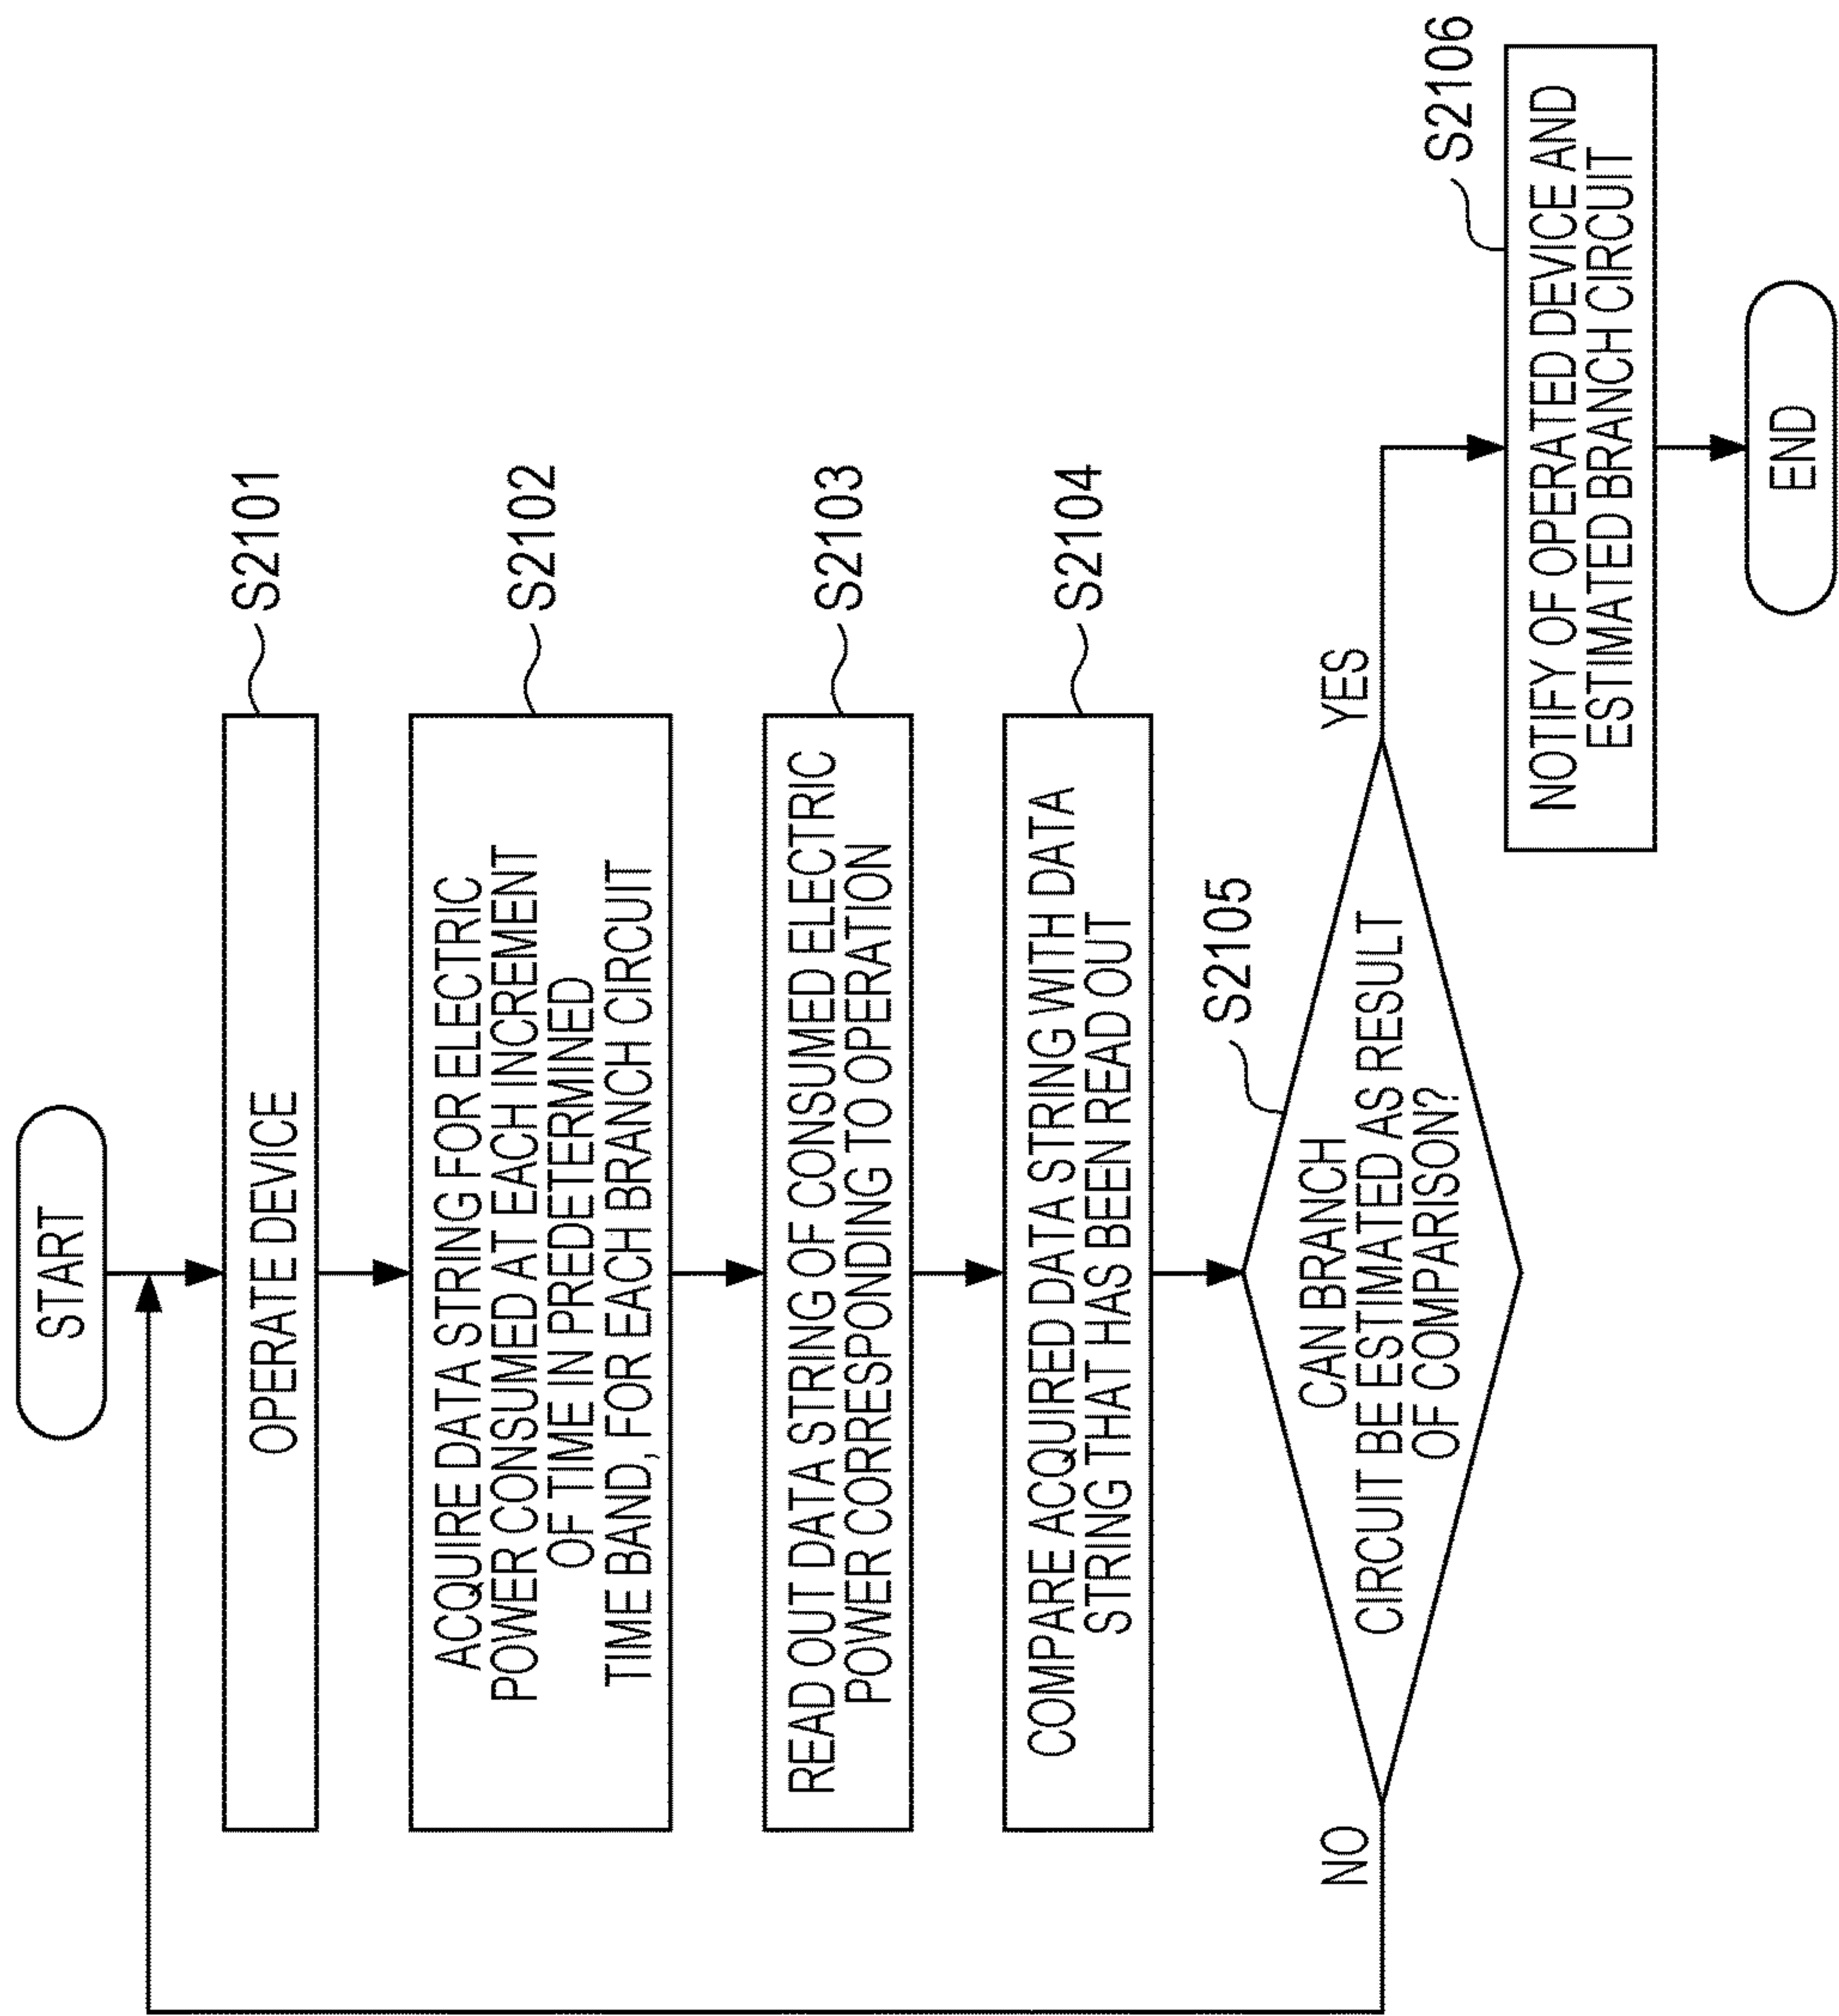 START
OPERATE DEVICE
S2101
ACQUIRE DATA STRING FOR ELECTRIC
POWER CONSUMED AT EACH INCREMENT
OF TIME IN PREDETERMINED
TIME BAND, FOR EACH BRANCH CIRCUIT
S2102
READ OUT DATA STRING OF CONSUMED ELECTRIC
POWER CORRESPONDING TO OPERATION
S2103
COMPARE ACQUIRED DATA STRING WITH DATA
STRING THAT HAS BEEN READ OUT
S2104
S2105
CAN BRANCH
CIRCUIT BE ESTIMATED AS RESULT
OF COMPARISON?
NO
YES
S2106
NOTIFY OF OPERATED DEVICE AND
ESTIMATED BRANCH CIRCUIT
END